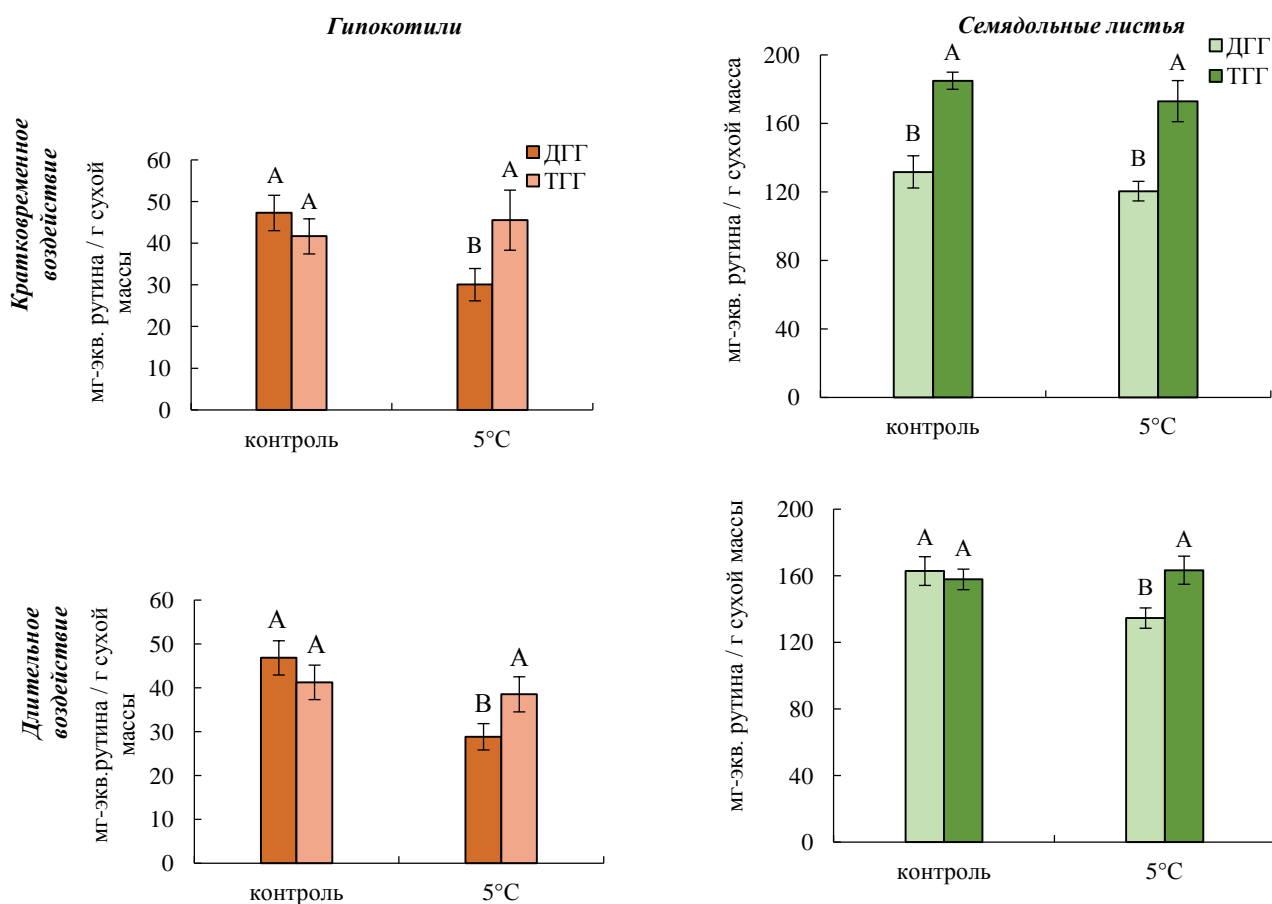 Гипокотили
Семядольные листья
Кратковременное
воздействие
мг-экв. рутина / г сухой
массы
60
50
40
30
20
10
0
A
A
B
A
ДГГ
ТГГ
контроль
5°C
мг-экв. рутина / г сухой масса
200
160
120
80
40
0
B
A
B
A
ДГГ
ТГГ
контроль
5°C
Длительное
воздействие
мг-экв.рутина / г сухой
массы
60
50
40
30
20
10
0
A
A
B
A
контроль
5°C
мг-экв. рутина / г сухой массы
200
160
120
80
40
0
A
A
B
A
контроль
5°C